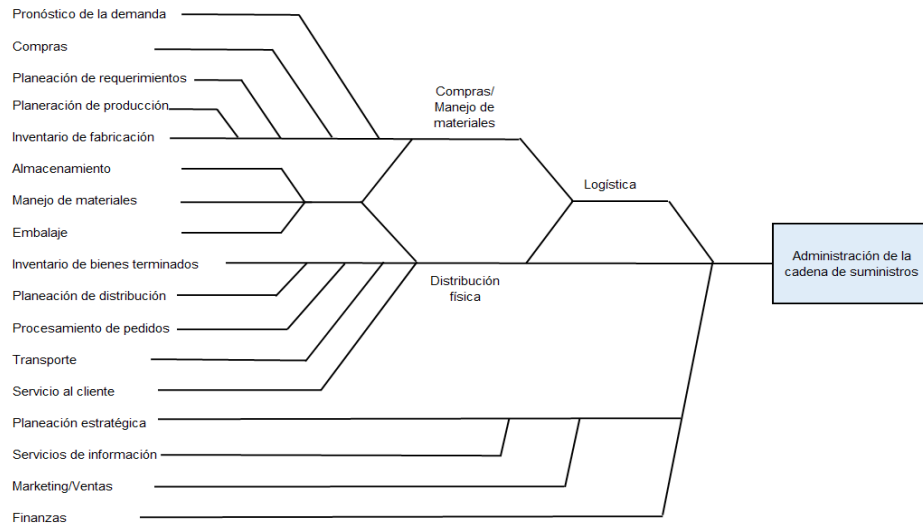 Pronóstico de la demanda
Compras
Planeación de requerimientos
Planeración de producción
Inventario de fabricación
Almacenamiento
Manejo de materiales
Embalaje
Inventario de bienes terminados
Planeación de distribución
Procesamiento de pedidos
Transporte
Servicio al cliente
Planeación estratégica
Servicios de información
Marketing/Ventas
Finanzas
Compras/
Manejo de
materiales
Distribución
física
Logística
Administración de la
cadena de suministros